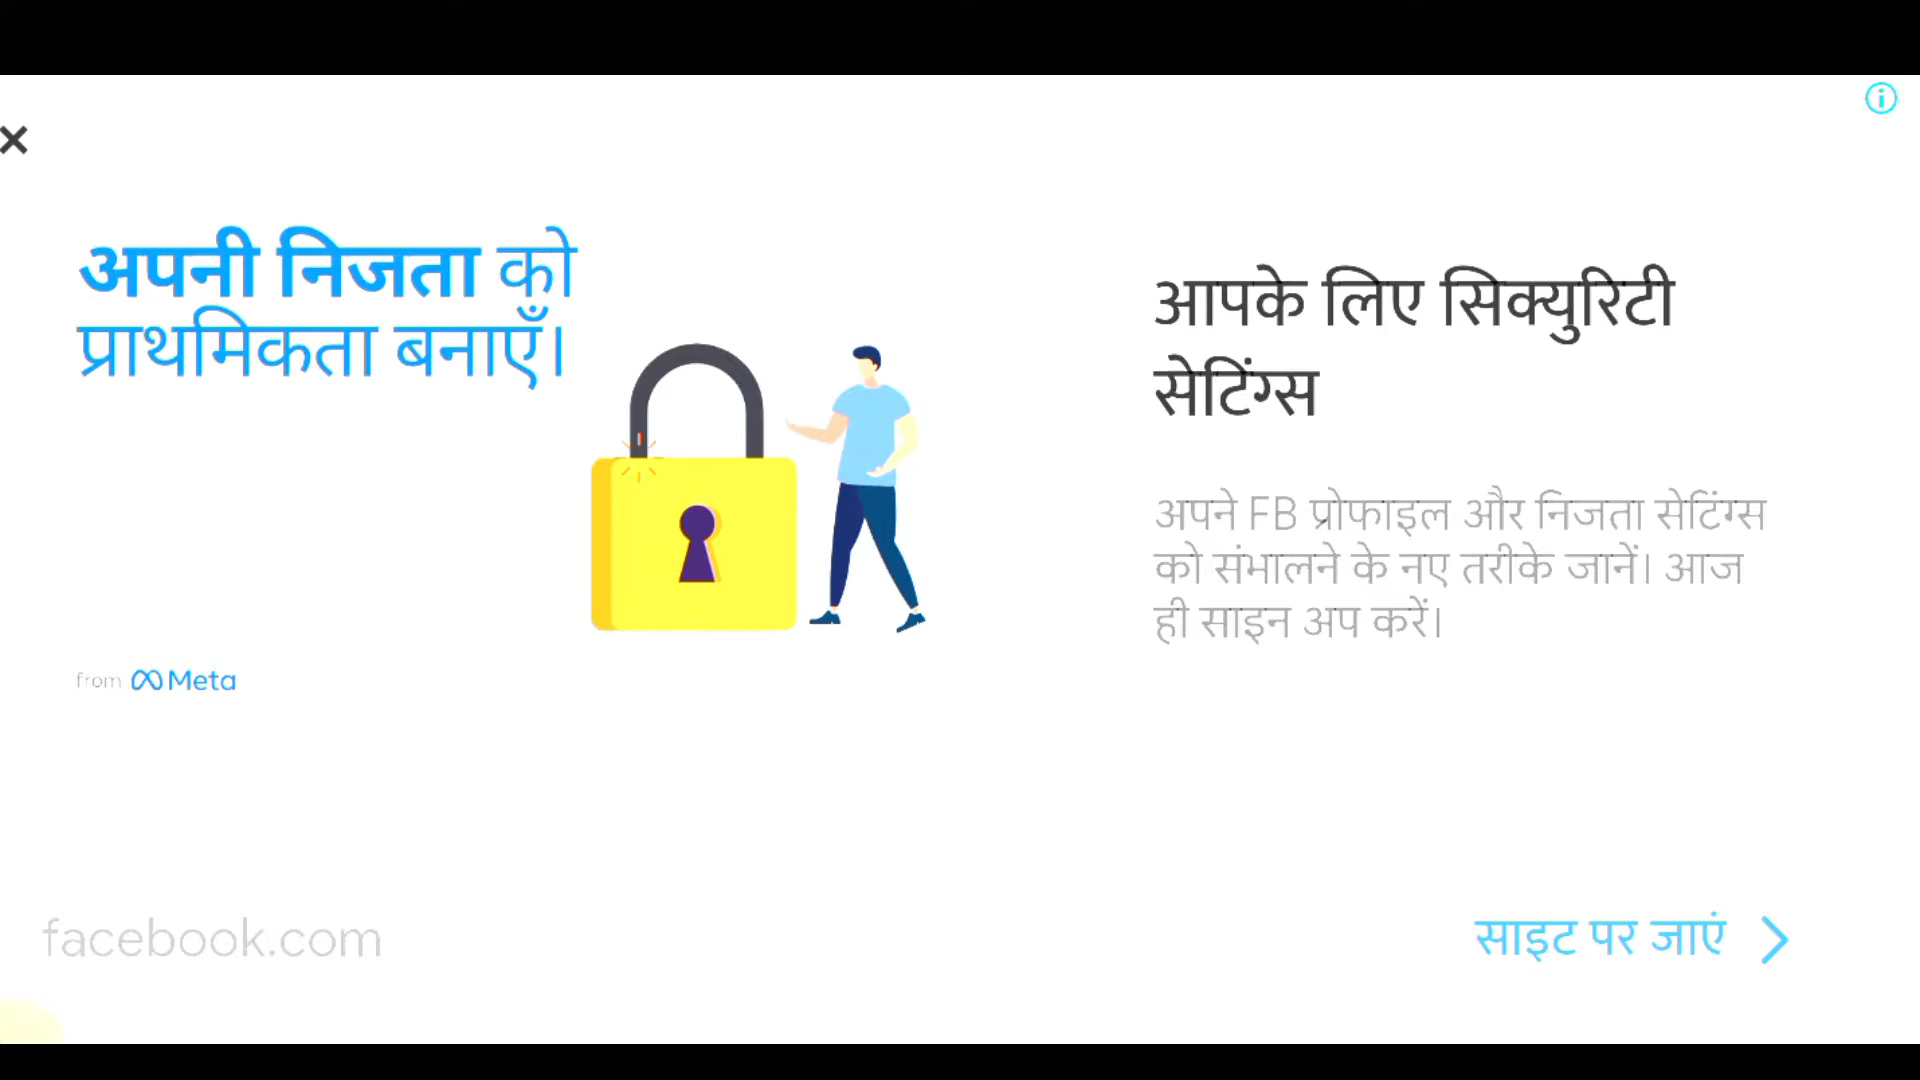 अपनी निजता को
प्राथमिकता बनाएँ।
from Meta
आपके लिए सिक्युरिटी
सेटिंग्स
अपने FB प्रोफाइल और निजता सेटिंग्स
को संभालने के नए तरीके जानें। आज
ही साइन अप करें।
facebook.com
साइट पर जाएं